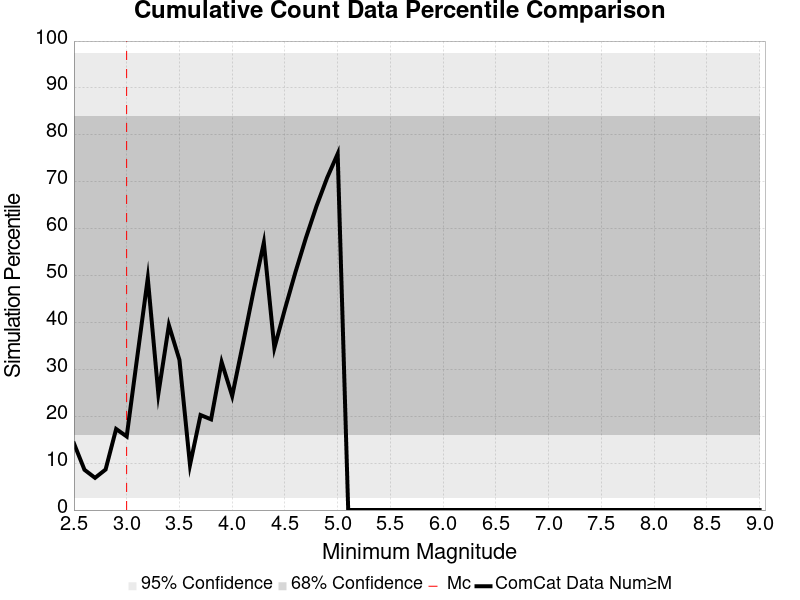 Cumulative Count Data Percentile Comparison
100
90
80
70
60
50
40
30
20
10
0
Simulation Percentile
2.5 3.0 3.5 4.0 4.5 5.0 5.5 6.0 6.5 7.0 7.5 8.0 8.5 9.0
Minimum Magnitude
95% Confidence 68% Confidence Mc ComCat Data Num≥M